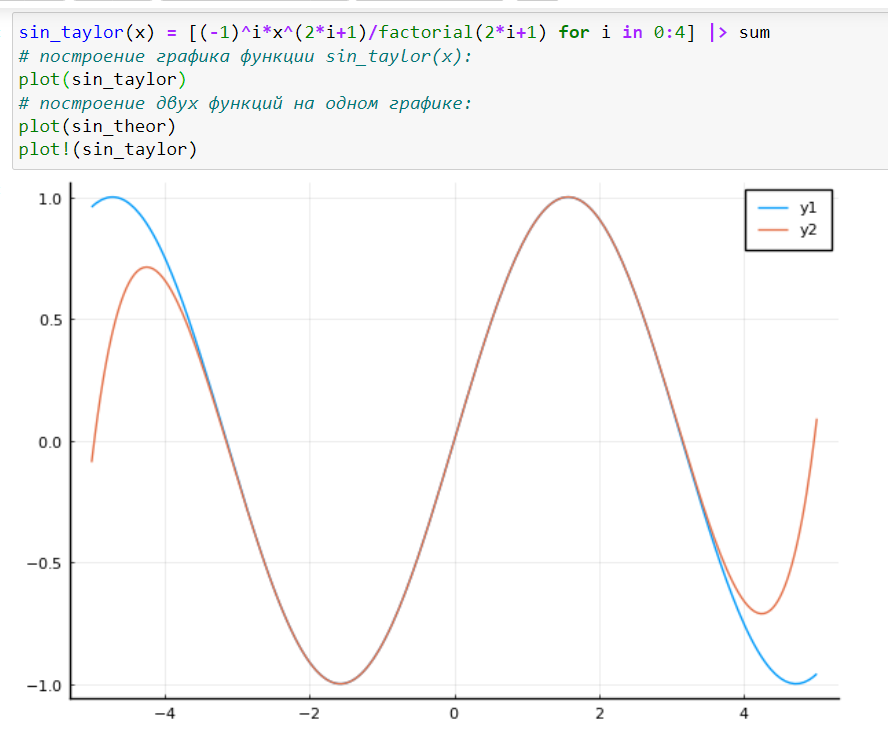 sin_taylor(x) = [(-1)^i*x^(2*i+1)/factorial(2*i+1) for i in 0:4] |> sum
# построение графика функции sin_taylor(x):
plot(sin_taylor)
# построение двух функций на одном графике:
plot(sin_theor)
plot!(sin_taylor)
y1
y2
1.0
0.5
0.0
−0.5
−1.0
−4 −2 0 2 4